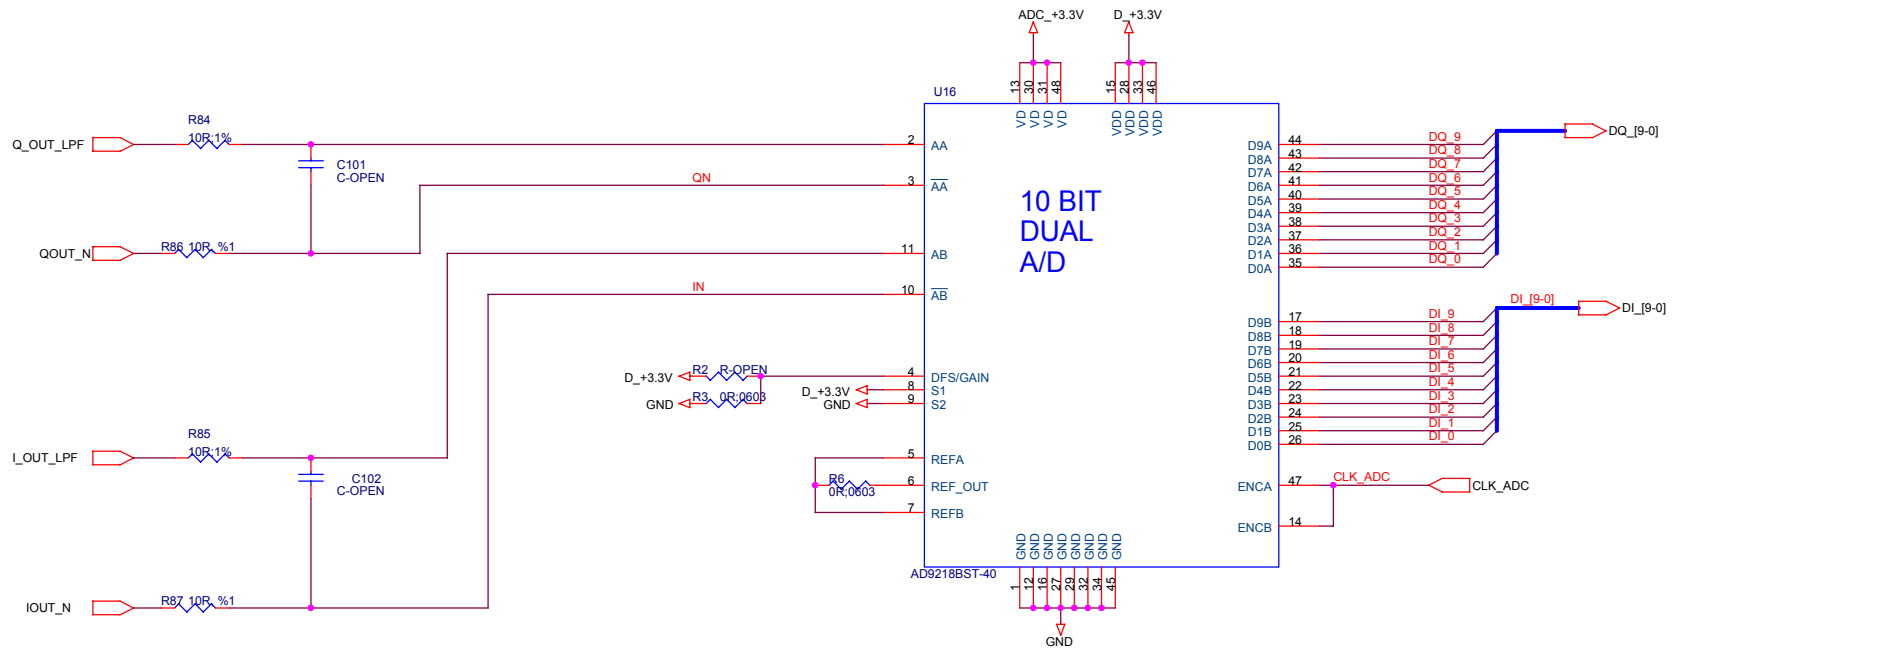 ADC_+3.3V
D_+3.3V
U16
13
30
31
48
15
28
33
46
VD
VD
VD
VD
VDD
VDD
VDD
VDD
R84
10R;1%
Q_OUT_LPF
C101
C-OPEN
QN
R86 10R, %1
QOUT_N
IN
2
AA
3
AA
11
AB
10
AB
10 BIT
DUAL
A/D
D9A
44
DQ_9
D8A
43
DQ_8
D7A
42
DQ_7
D6A
41
DQ_6
D5A
40
DQ_5
D4A
39
DQ_4
D3A
38
DQ_3
D2A
37
DQ_2
D1A
36
DQ_1
D0A
35
DQ_0
DQ_[9-0]
DI_[9-0]
DI_[9-0]
D9B
17
DI_9
D8B
18
DI_8
D7B
19
DI_7
D6B
20
DI_6
D5B
21
DI_5
D4B
22
DI_4
D3B
23
DI_3
D2B
24
DI_2
D1B
25
DI_1
D0B
26
DI_0
D_+3.3V
R2 R-OPEN
GND
R3 0R;0603
D_+3.3V
GND
4
DFS/GAIN
8
S1
9
S2
R85
10R;1%
I_OUT_LPF
C102
C-OPEN
R87 10R, %1
IOUT_N
R6
0R;0603
5
REFA
6
REF_OUT
7
REFB
ENCA
47
CLK_ADC
CLK_ADC
ENCB
14
GND
GND
GND
GND
GND
GND
GND
GND
AD9218BST-40
1
12
16
27
29
32
34
45
GND